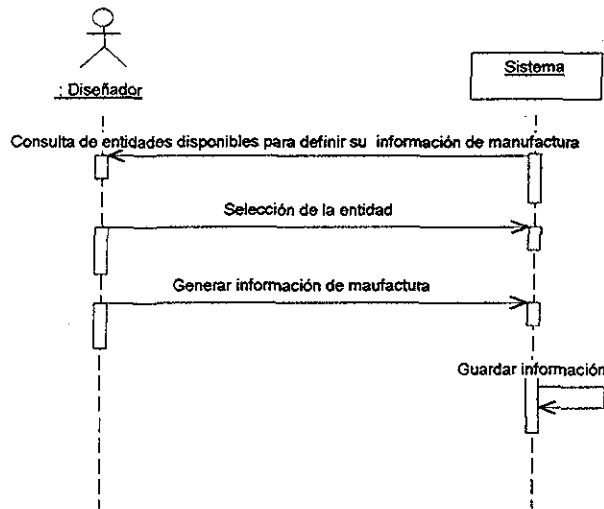 : Diseñador
Sistema
Consulta de entidades disponibles para definir su información de manufactura
Selección de la entidad
Generar información de maufactura
Guardar información